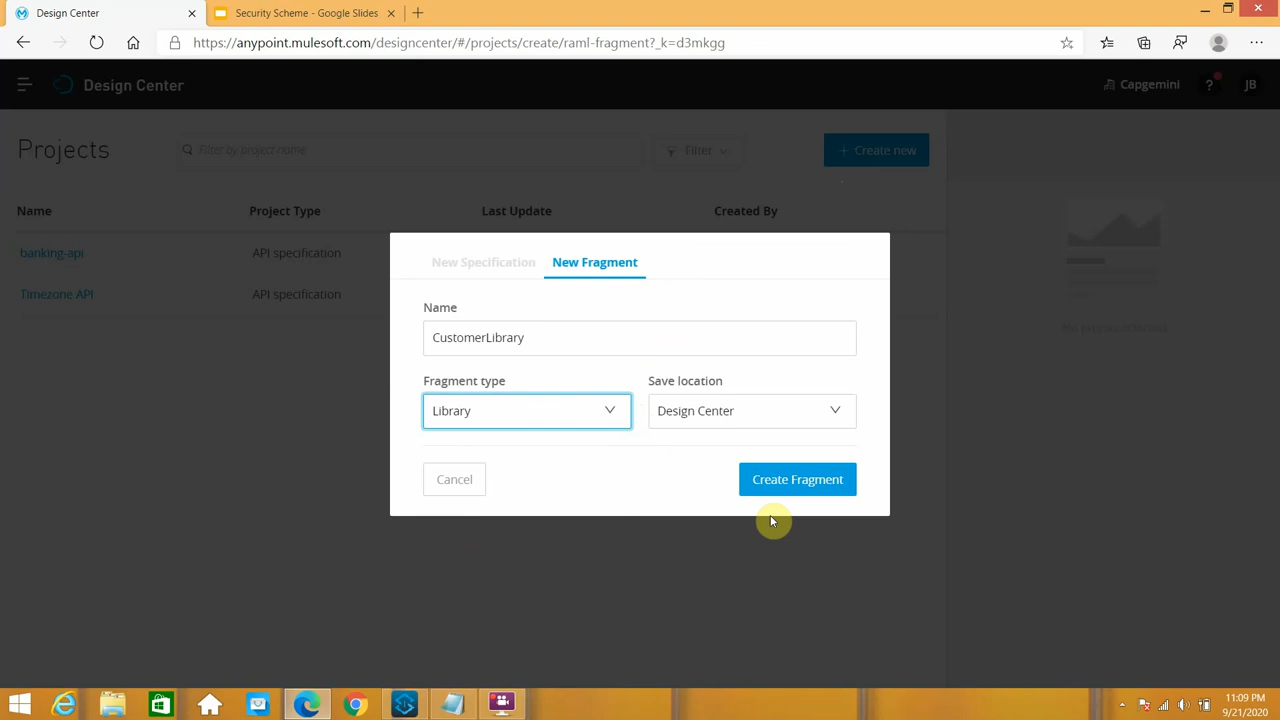 Design Center
Security Scheme - Google Slides
https://anypoint.mulesoft.com/designcenter/#/projects/create/raml-fragment?_k=d3mkgg
Design Center
Capgemini
?
JB
Projects
Filter by project name
Filter
+ Create new
Name Project Type Last Update Created By
banking-api API specification
Timezone API API specification
New Specification New Fragment
Name
CustomerLibrary
Fragment type Save location
Library Design Center
Cancel Create Fragment
11:09 PM
9/21/2020